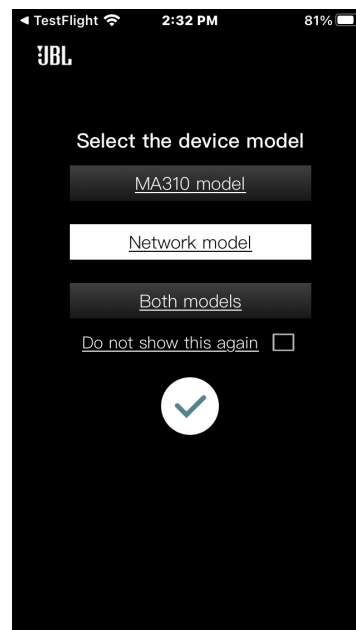 ◀ TestFlight 2:32 PM 81%
JBL
Select the device model
MA310 model
Network model
Both models
Do not show this again